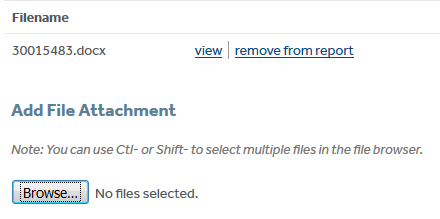 Filename
30015483.docx view remove from report
Add File Attachment
Note: You can use Ctl- or Shift- to select multiple files in the file browser.
Browse... No files selected.